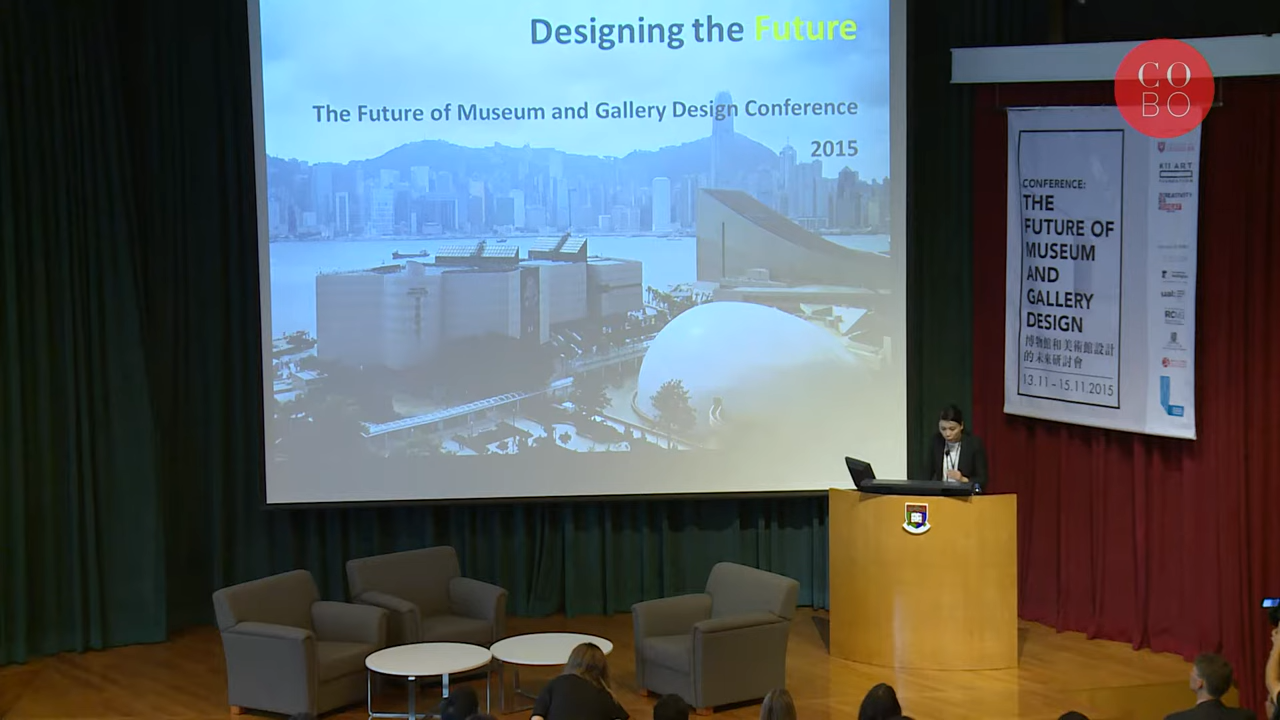 Designing the Future
The Future of Museum and Gallery Design Conference
2015
CO
BO
CONFERENCE:
THE
FUTURE OF
MUSEUM
AND
GALLERY
DESIGN
博物館和美術館設計
的未來研討會
13.11 – 15.11.2015
K11 ART